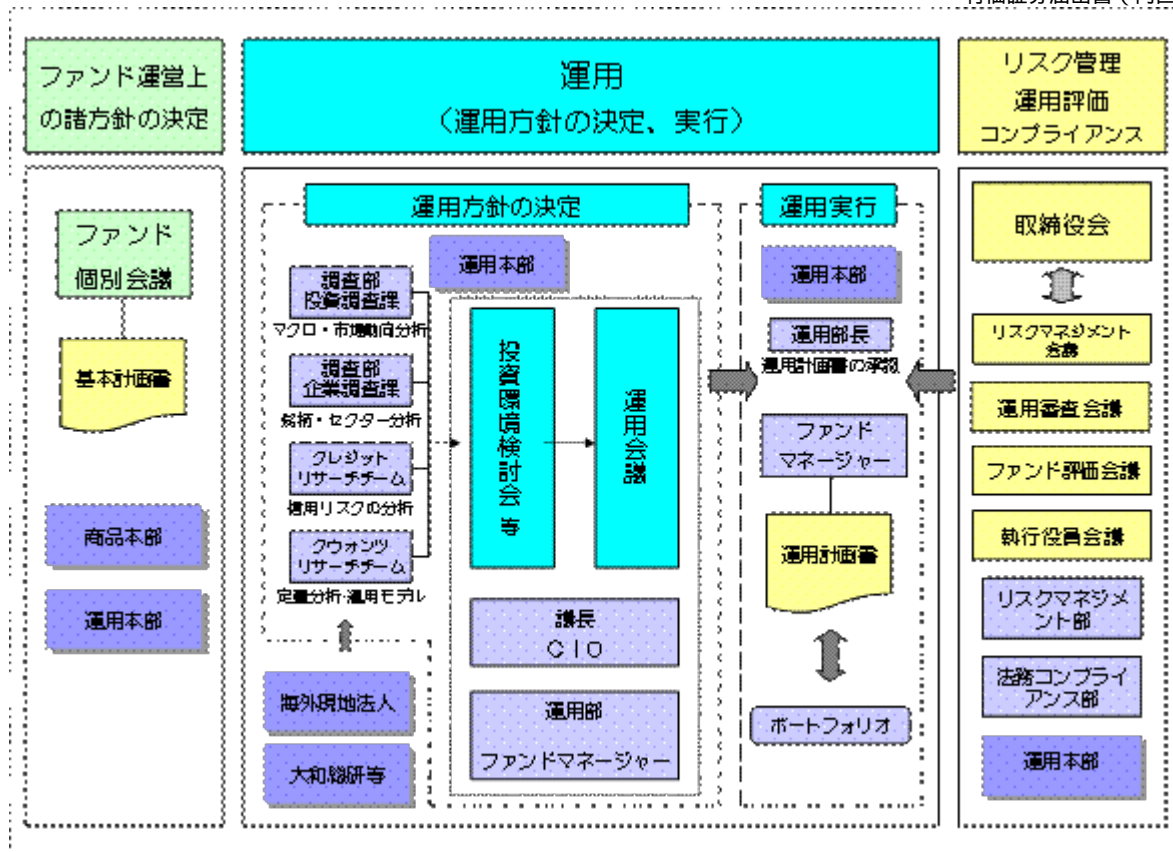 ファンド運営上
の諸方針の決定
運用
(運用方針の決定、実行)
リスク管理
運用評価
コンプライアンス
ファンド
個別会議
基本計画書
商品本部
運用本部
運用方針の決定
運用本部
調査部
投資調査課
マクロ・市場動向分析
調査部
企業調査課
銘柄・セクター分析
クレジット
リサーチチーム
信用リスクの分析
クウォンツ
リサーチチーム
定量分析・運用モデル
海外現地法人
大和総研等
投資環境検討会 等
運用会議
議長
CIO
運用部
ファンドマネージャー
運用実行
運用本部
運用部長
運用計画書の承認
ファンド
マネージャー
運用計画書
ポートフォリオ
取締役会
リスクマネジメント
会議
運用審査会議
ファンド評価会議
執行役員会議
リスクマネジメ
ント部
法務コンプライ
アンス部
運用本部